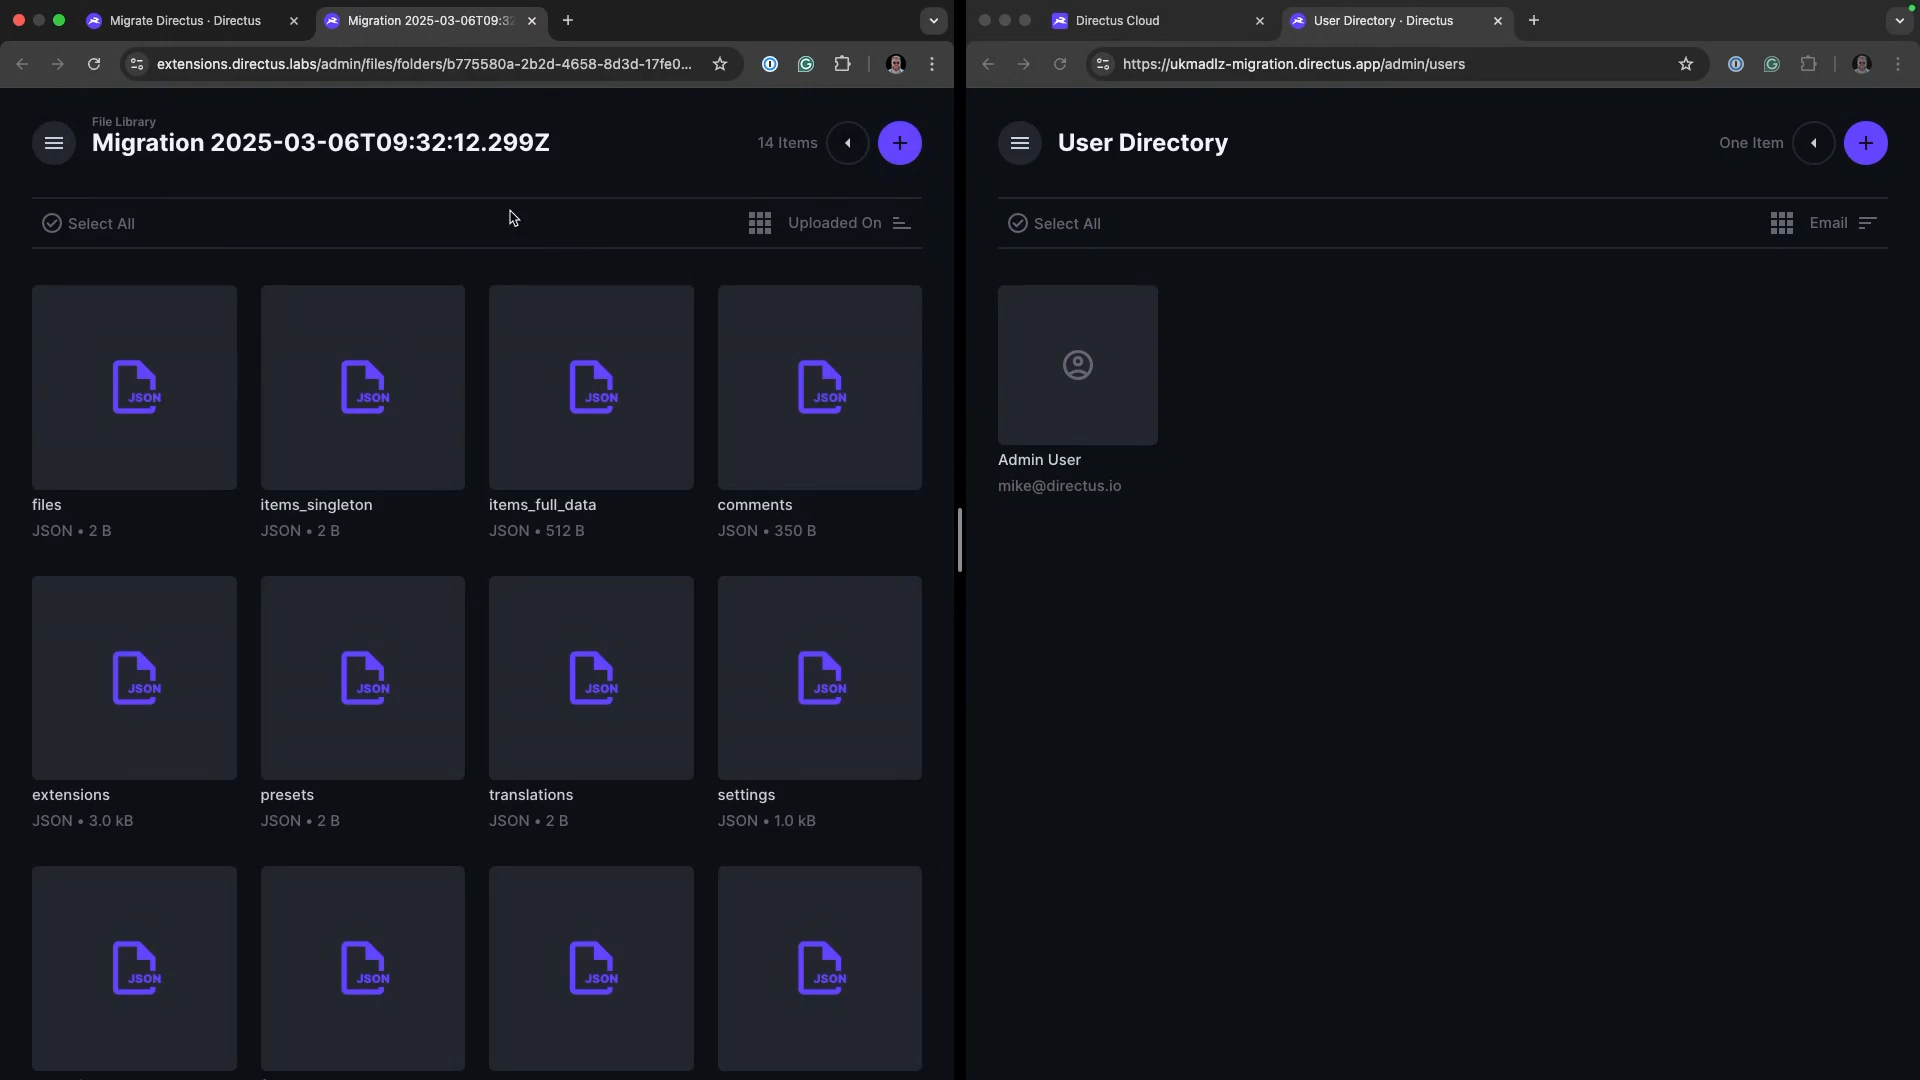 Migrate Directus · Directus
Migration 2025-03-06T09:32
extensions.directus.labs/admin/files/folders/b775580a-2b2d-4658-8d3d-17fe0...
File Library
Migration 2025-03-06T09:32:12.299Z
14 Items
Select All
Uploaded On
JSON
JSON
JSON
JSON
files
items_singleton
items_full_data
comments
JSON • 2 B
JSON • 2 B
JSON • 512 B
JSON • 350 B
JSON
JSON
JSON
JSON
extensions
presets
translations
settings
JSON • 3.0 kB
JSON • 2 B
JSON • 2 B
JSON • 1.0 kB
JSON
JSON
JSON
JSON
Directus Cloud
User Directory · Directus
https://ukmadlz-migration.directus.app/admin/users
User Directory
One Item
Select All
Email
Admin User
mike@directus.io